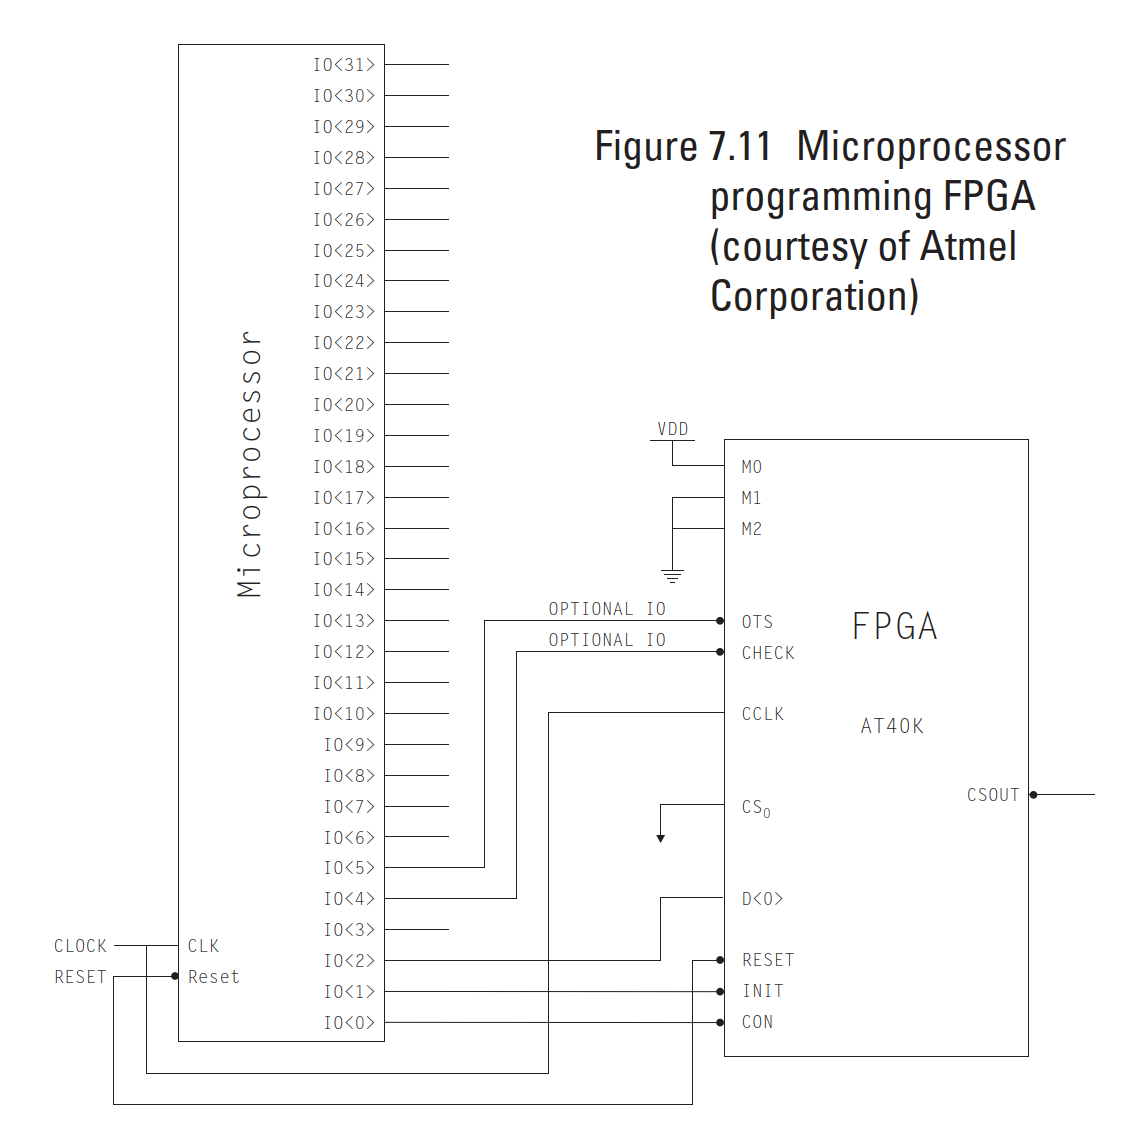 IO<31>
IO<30>
IO<29>
IO<28>
IO<27>
IO<26>
IO<25>
IO<24>
IO<23>
IO<22>
IO<21>
IO<20>
IO<19>
IO<18>
IO<17>
IO<16>
IO<15>
IO<14>
IO<13>
IO<12>
IO<11>
IO<10>
IO<9>
IO<8>
IO<7>
IO<6>
IO<5>
IO<4>
IO<3>
IO<2>
IO<1>
IO<0>
Microprocessor
CLOCK
CLK
RESET
Reset
Figure 7.11 Microprocessor
programming FPGA
(courtesy of Atmel
Corporation)
VDD
OPTIONAL IO
OPTIONAL IO
M0
M1
M2
OTS
CHECK
CCLK
CS0
D<0>
RESET
INIT
CON
FPGA
AT40K
CSOUT